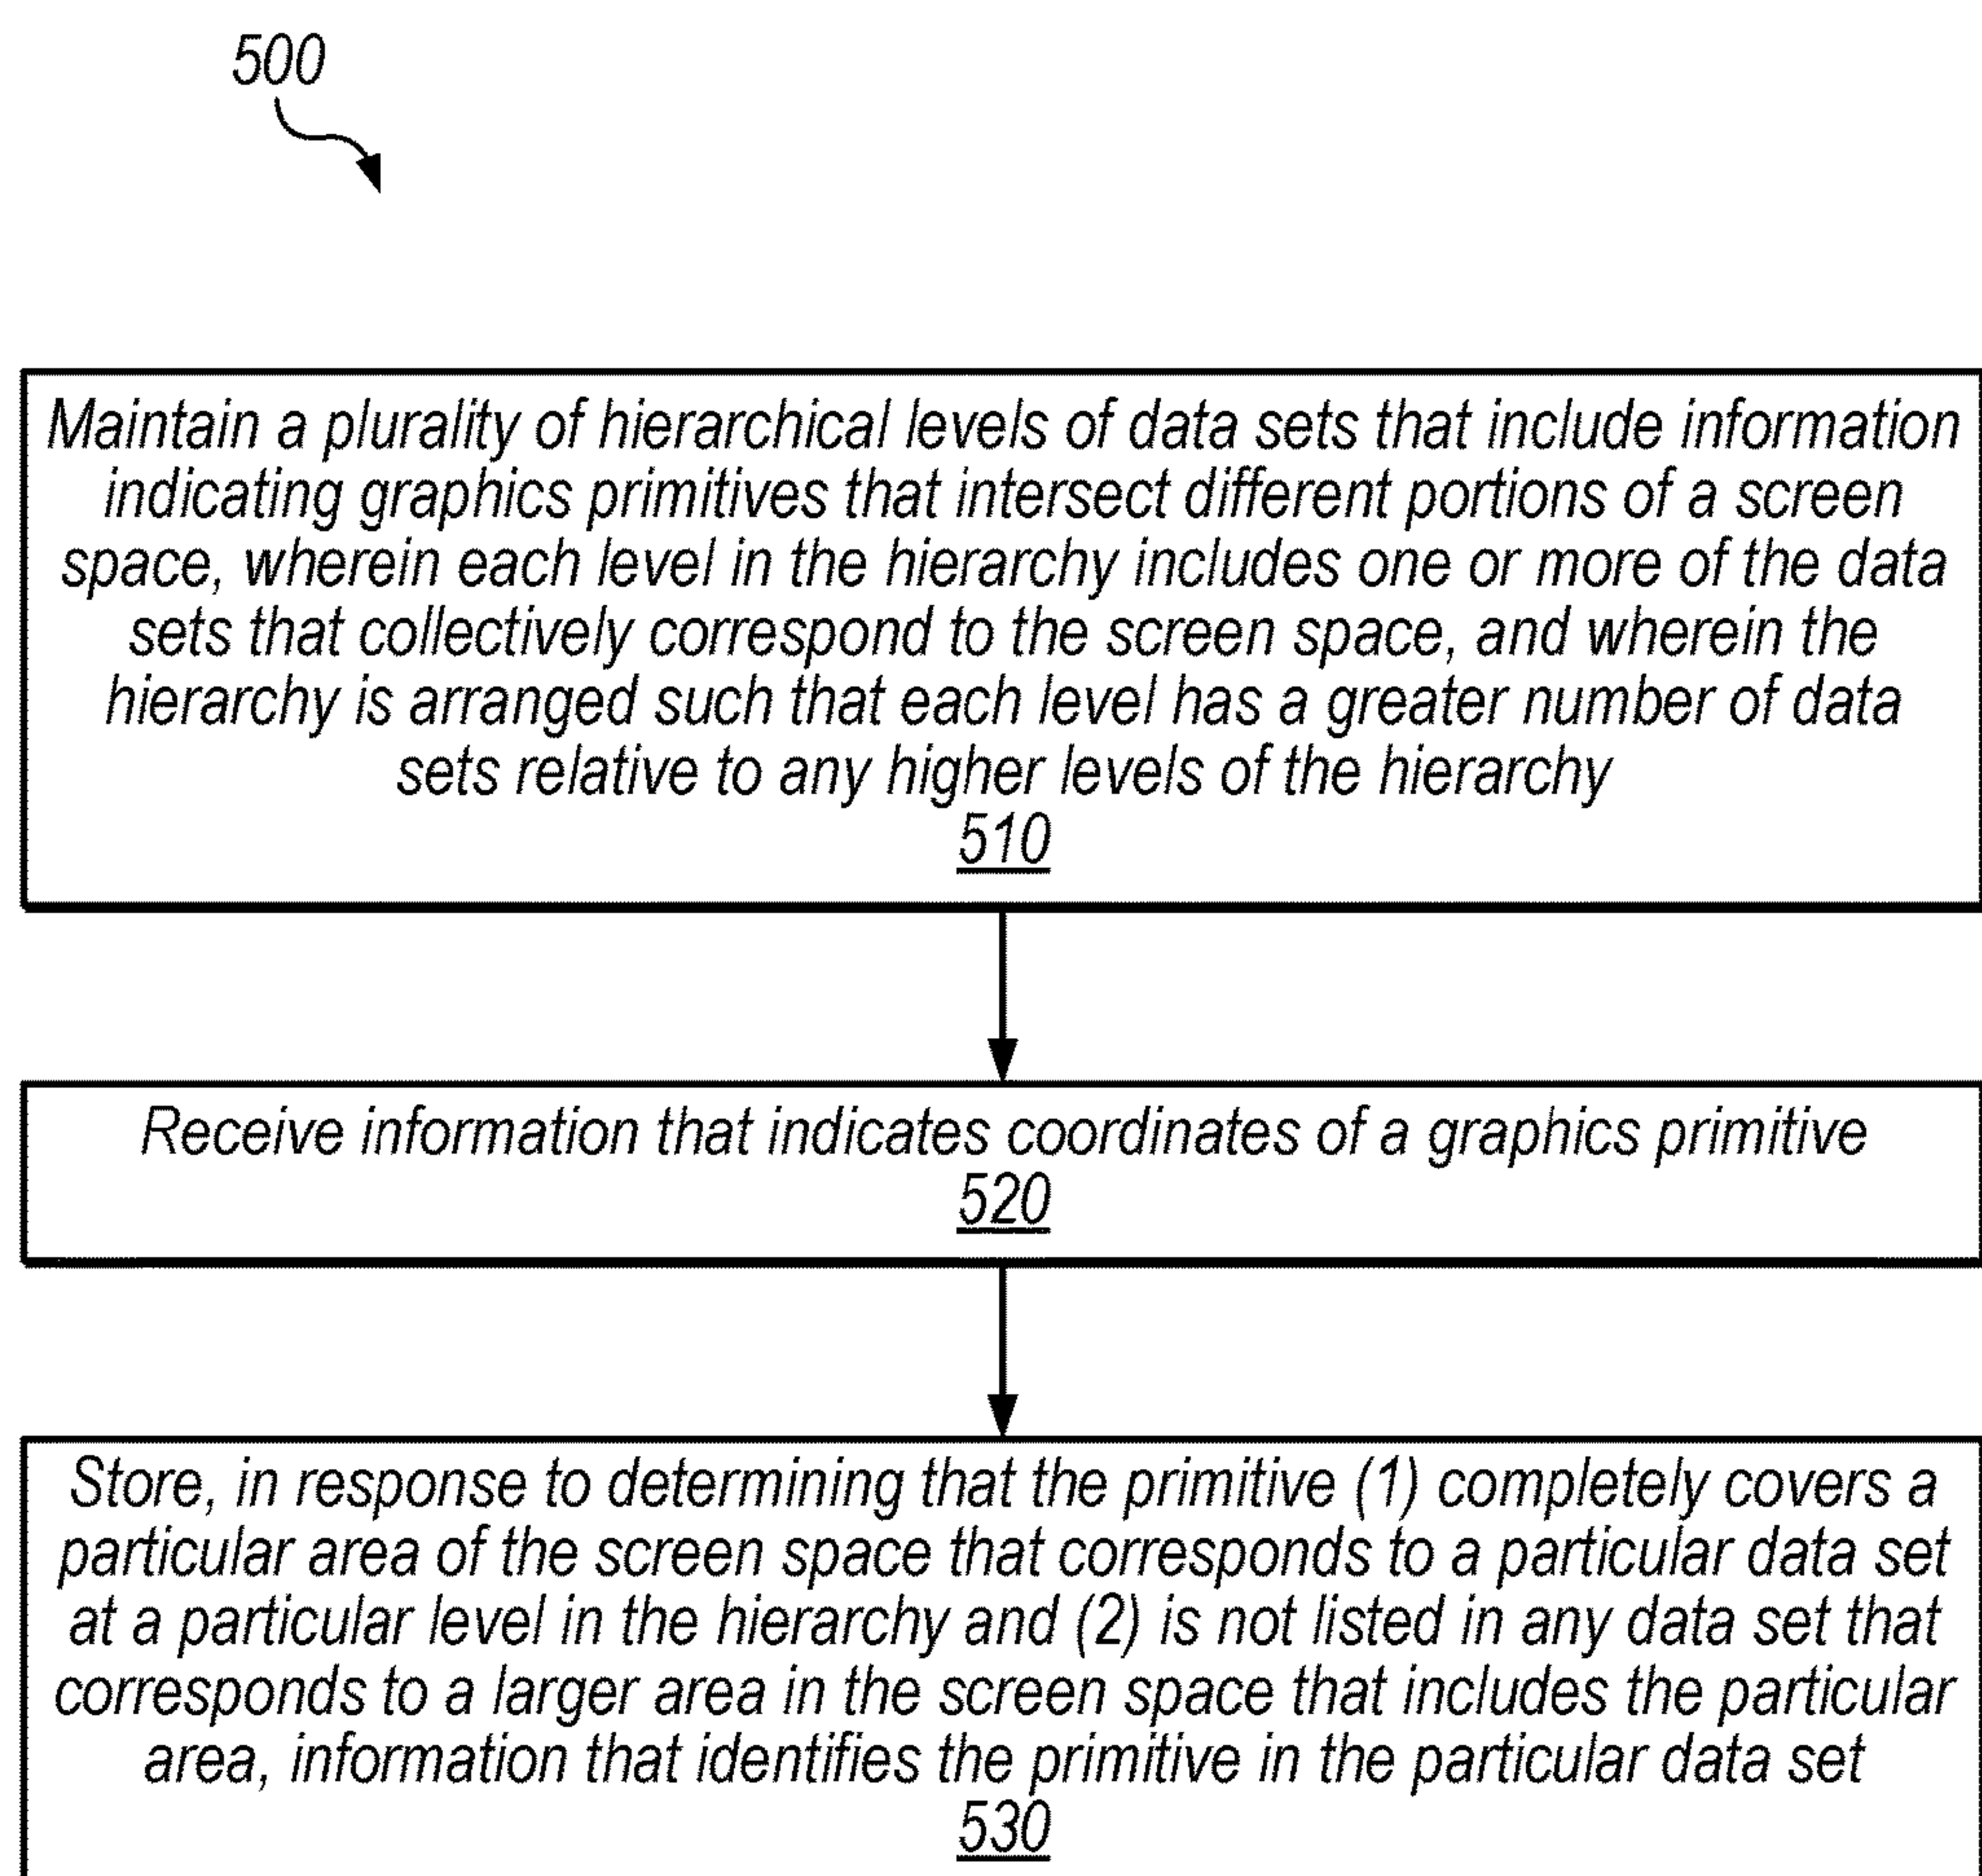 500
Maintain a plurality of hierarchical levels of data sets that include information
indicating graphics primitives that intersect different portions of a screen
space, wherein each level in the hierarchy includes one or more of the data
sets that collectively correspond to the screen space, and wherein the
hierarchy is arranged such that each level has a greater number of data
sets relative to any higher levels of the hierarchy
510
Receive information that indicates coordinates of a graphics primitive
520
Store, in response to determining that the primitive (1) completely covers a
particular area of the screen space that corresponds to a particular data set
at a particular level in the hierarchy and (2) is not listed in any data set that
corresponds to a larger area in the screen space that includes the particular
area, information that identifies the primitive in the particular data set
530